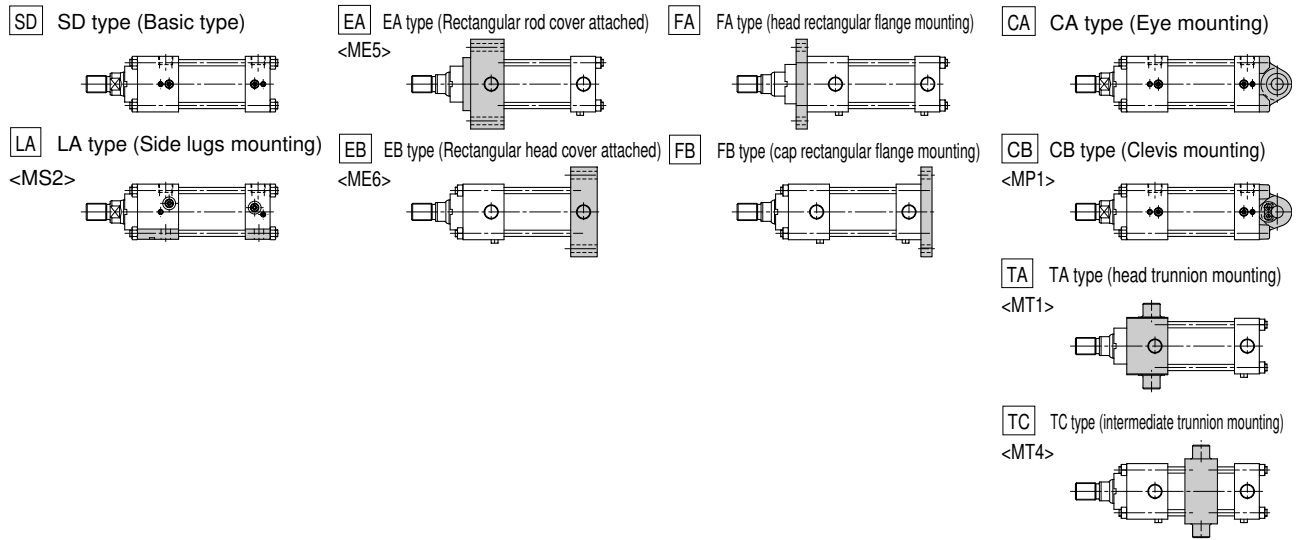 SD SD type (Basic type)
LA LA type (Side lugs mounting)
<MS2>
EA EA type (Rectangular rod cover attached)
<ME5>
EB EB type (Rectangular head cover attached)
<ME6>
FA FA type (head rectangular flange mounting)
FB FB type (cap rectangular flange mounting)
CA CA type (Eye mounting)
CB CB type (Clevis mounting)
<MP1>
TA TA type (head trunnion mounting)
<MT1>
TC TC type (intermediate trunnion mounting)
<MT4>